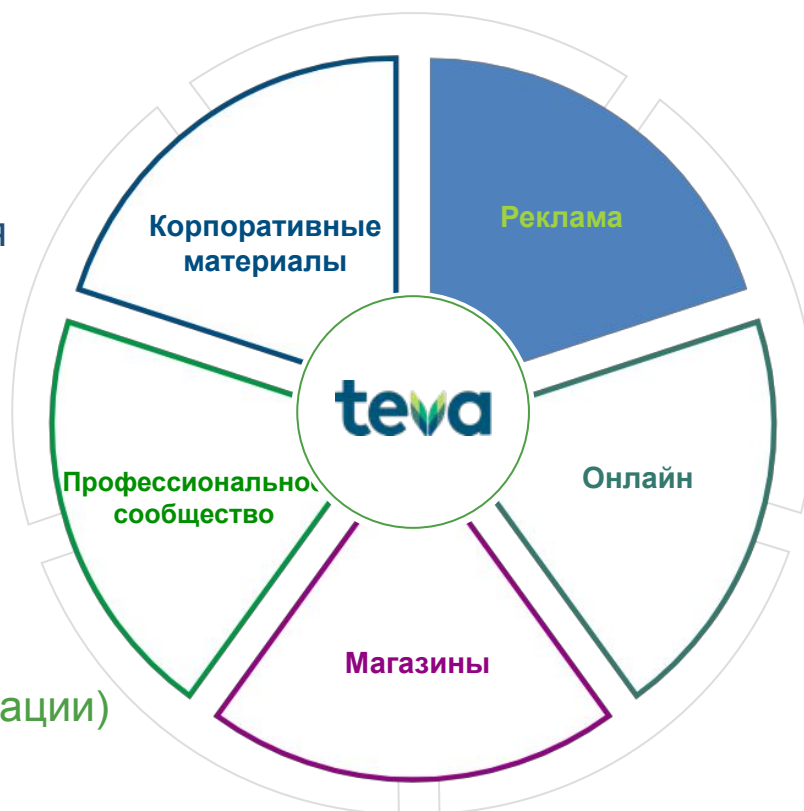 Реклама
Корпоративные
материалы
я
teva
Онлайн
Профессионально
сообщество
Магазины
ации)